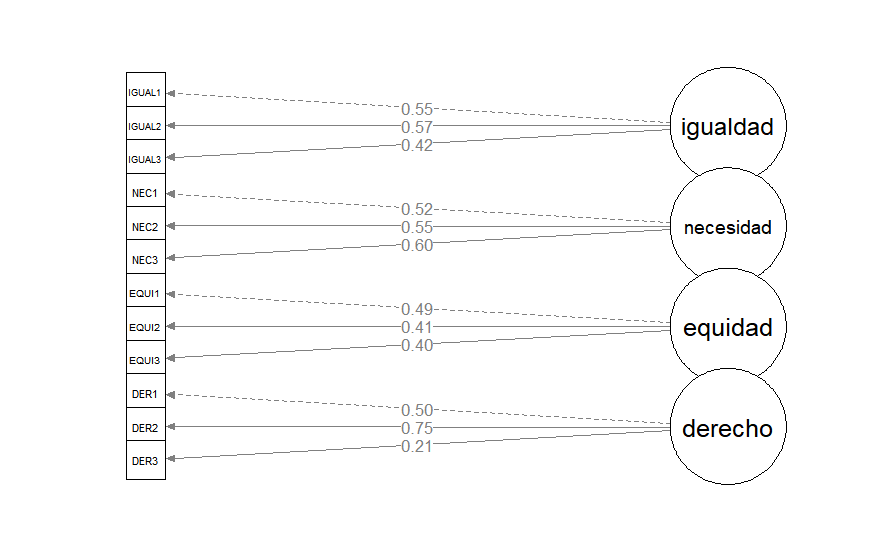 IGUAL1
0.55
IGUAL2
0.57
igualdad
IGUAL3
0.42
NEC1
0.52
NEC2
0.55
necesidad
NEC3
0.60
EQUI1
0.49
EQUI2
0.41
equidad
EQUI3
0.40
DER1
0.50
DER2
0.75
derecho
DER3
0.21